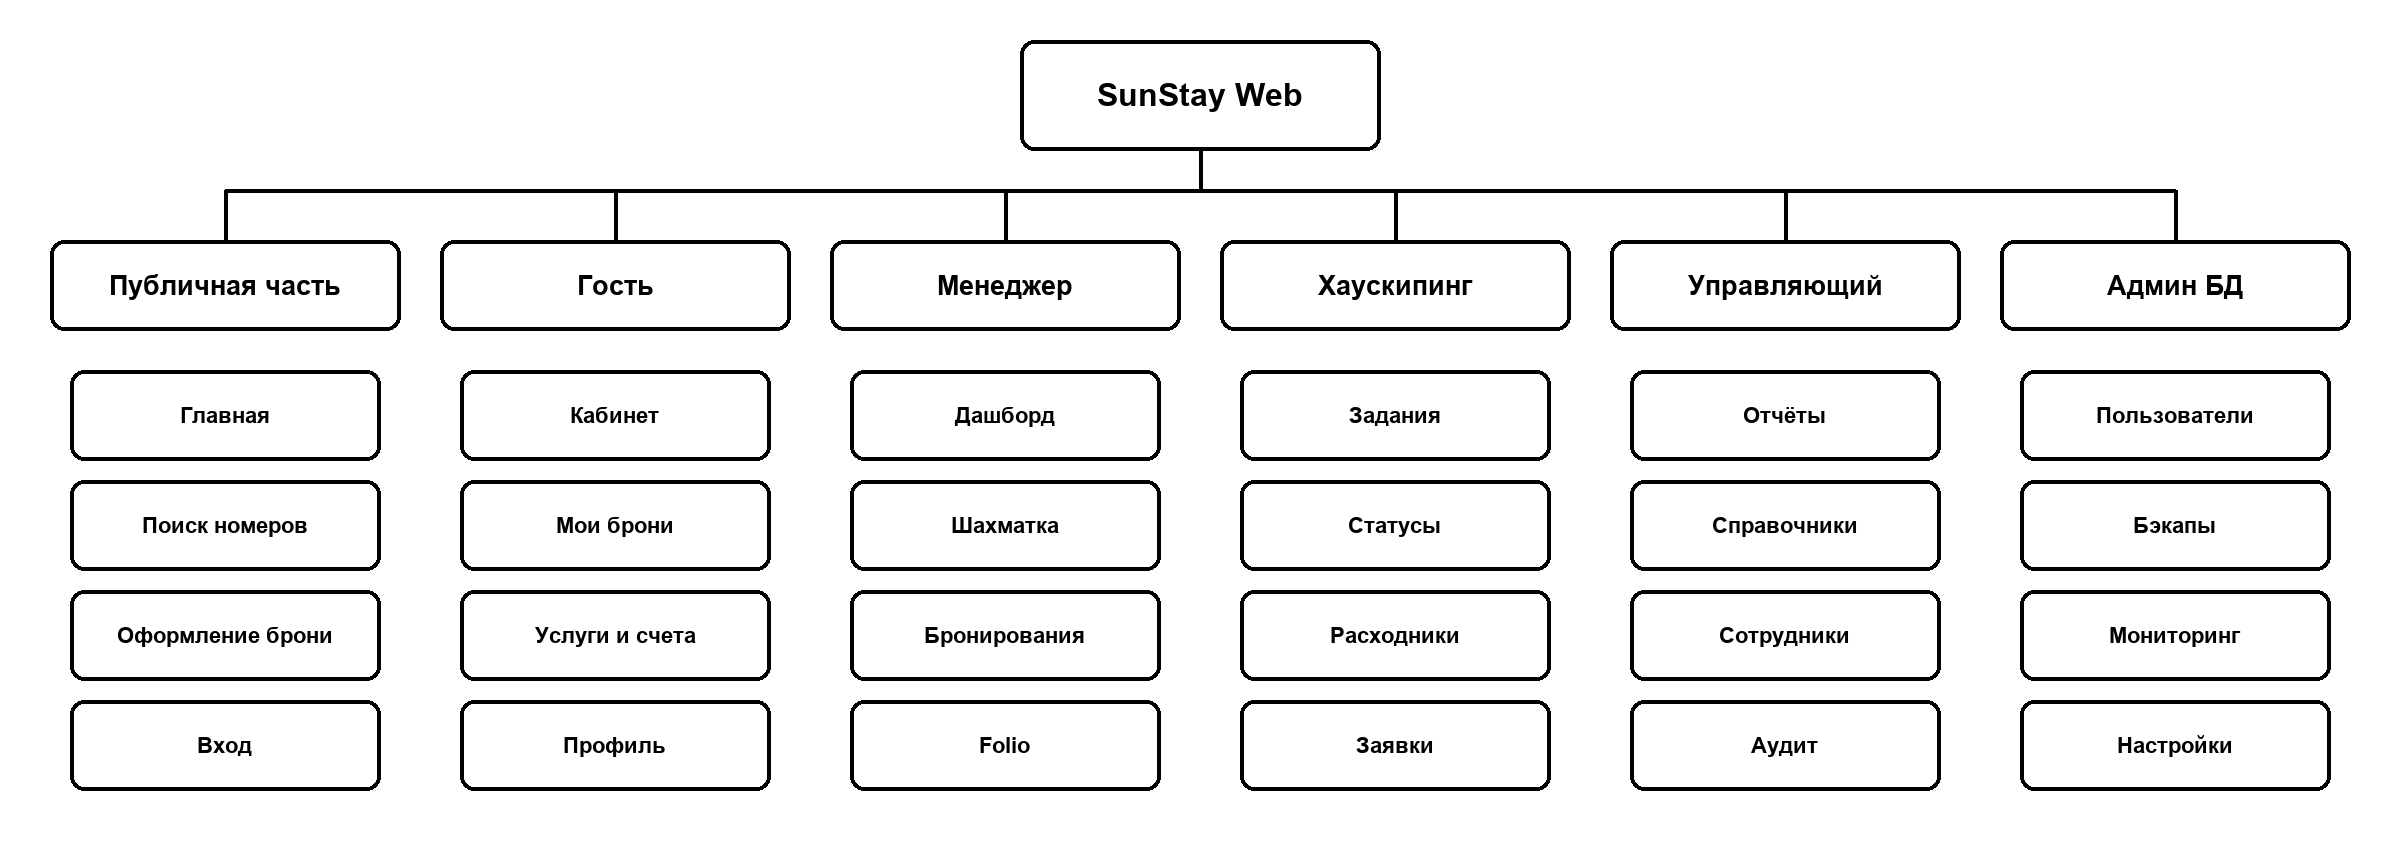 SunStay Web
Публичная часть
Гость
Менеджер
Хаускипинг
Управляющий
Админ БД
Главная
Кабинет
Дашборд
Задания
Отчёты
Пользователи
Поиск номеров
Мои брони
Шахматка
Статусы
Справочники
Бэкапы
Оформление брони
Услуги и счета
Бронирования
Расходники
Сотрудники
Мониторинг
Вход
Профиль
Folio
Заявки
Аудит
Настройки